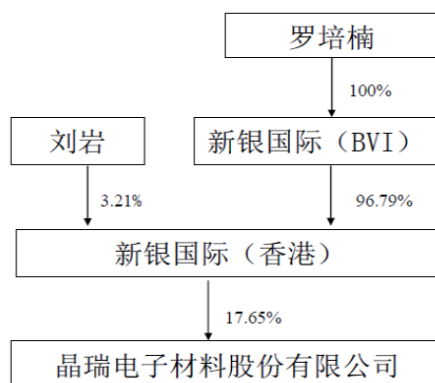 罗培楠
100%
刘岩
新银国际（BVI）
3.21%
96.79%
新银国际（香港）
17.65%
晶瑞电子材料股份有限公司